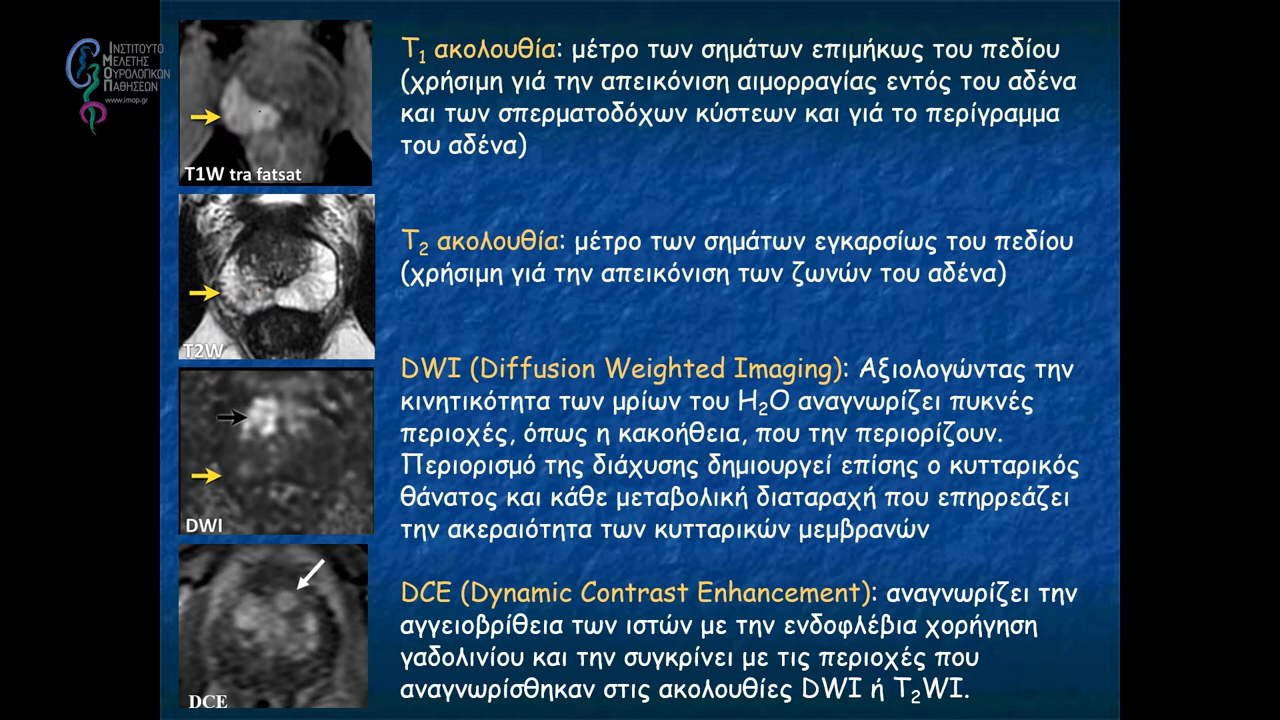 ΙΝΣΤΙΤΟΥΤΟ
ΜΕΛΕΤΗΣ
ΟΥΡΟΛΟΓΙΚΩΝ
ΠΑΘΗΣΕΩΝ
www.imop.gr
T1W tra fatsat
T₁ ακολουθία: μέτρο των σημάτων επιμήκως του πεδίου
(χρήσιμη γιά την απεικόνιση αιμορραγίας εντός του αδένα
και των σπερματοδόχων κύστεων και γιά το περίγραμμα
του αδένα)
T2W
T₂ ακολουθία: μέτρο των σημάτων εγκαρσίως του πεδίου
(χρήσιμη γιά την απεικόνιση των ζωνών του αδένα)
DWI
DWI (Diffusion Weighted Imaging): Αξιολογώντας την
κινητικότητα των μρίων του H₂O αναγνωρίζει πυκνές
περιοχές, όπως η κακοήθεια, που την περιορίζουν.
Περιορισμό της διάχυσης δημιουργεί επίσης ο κυτταρικός
θάνατος και κάθε μεταβολική διαταραχή που επηρρεάζει
την ακεραιότητα των κυτταρικών μεμβρανών
DCE
DCE (Dynamic Contrast Enhancement): αναγνωρίζει την
αγγειοβρίθεια των ιστών με την ενδοφλέβια χορήγηση
γαδολινίου και την συγκρίνει με τις περιοχές που
αναγνωρίσθηκαν στις ακολουθίες DWI ή T₂WI.